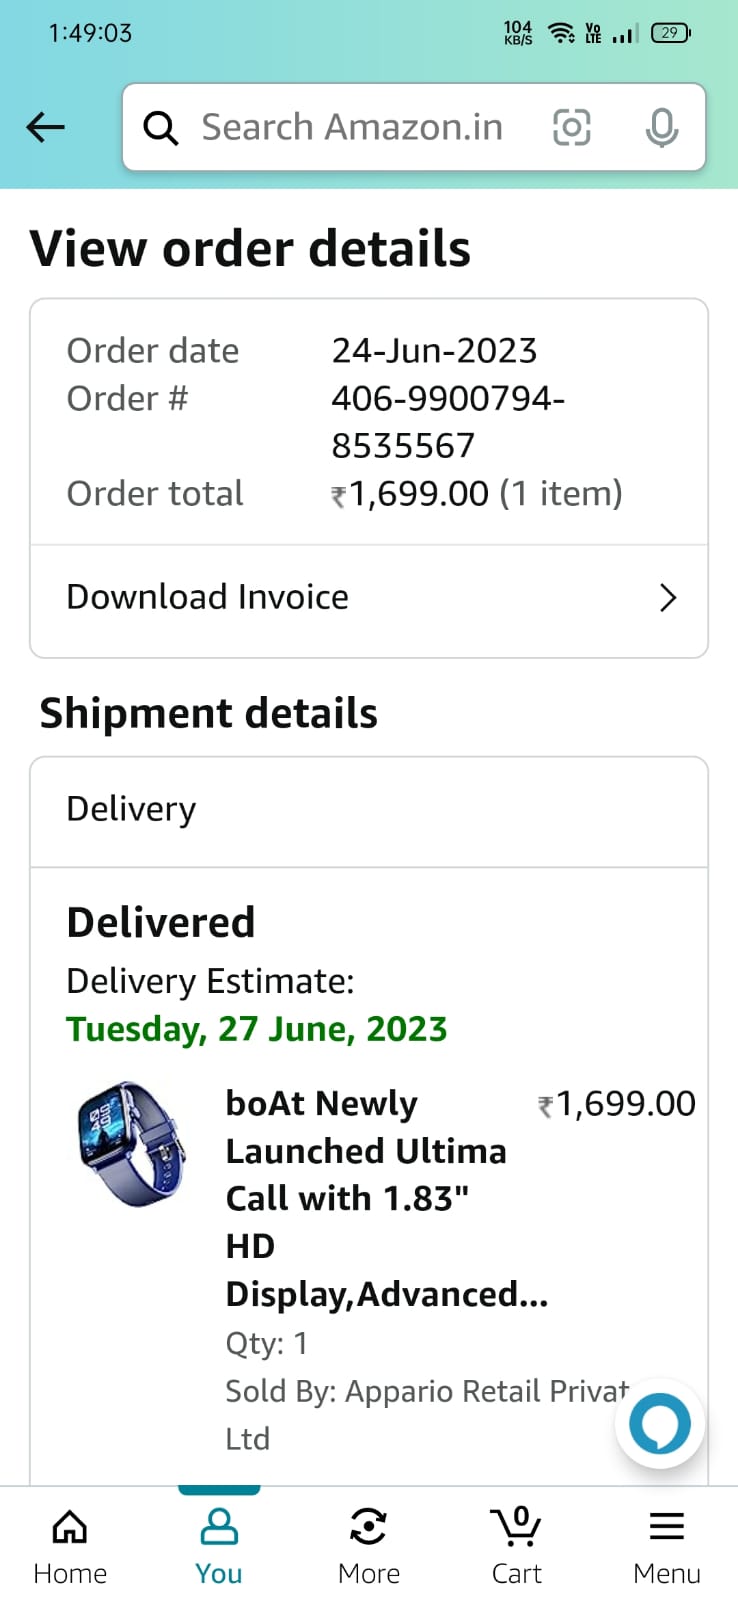 1:49:03
104
KB/S
Vo
LTE
29
Search Amazon.in
View order details
Order date 24-Jun-2023
Order # 406-9900794-
8535567
Order total ₹1,699.00 (1 item)
Download Invoice
Shipment details
Delivery
Delivered
Delivery Estimate:
Tuesday, 27 June, 2023
boAt Newly ₹1,699.00
Launched Ultima
Call with 1.83"
HD
Display,Advanced...
Qty: 1
Sold By: Appario Retail Privat
Ltd
0
Home You More Cart Menu